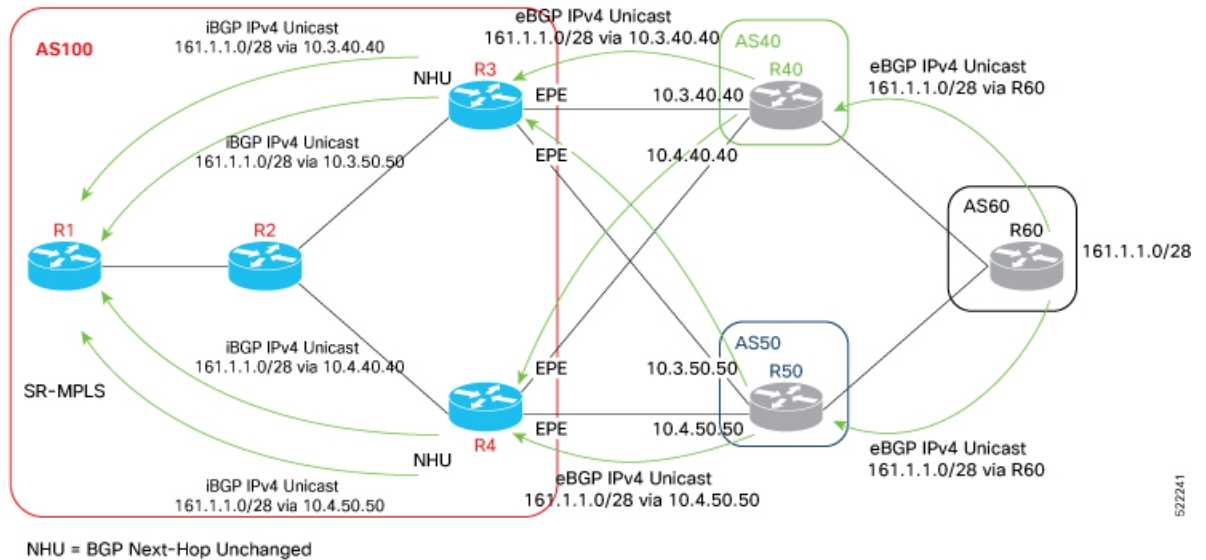 AS100
iBGP IPv4 Unicast
161.1.1.0/28 via 10.3.40.40
eBGP IPv4 Unicast
161.1.1.0/28 via 10.3.40.40
AS40
R40
eBGP IPv4 Unicast
161.1.1.0/28 via R60
NHU
R3
EPE
10.3.40.40
iBGP IPv4 Unicast
161.1.1.0/28 via 10.3.50.50
EPE
10.4.40.40
AS60
R60
161.1.1.0/28
R1
R2
iBGP IPv4 Unicast
161.1.1.0/28 via 10.4.40.40
SR-MPLS
EPE
10.3.50.50
AS50
R50
R4
EPE
10.4.50.50
NHU
iBGP IPv4 Unicast
161.1.1.0/28 via 10.4.50.50
eBGP IPv4 Unicast
161.1.1.0/28 via 10.4.50.50
eBGP IPv4 Unicast
161.1.1.0/28 via R60
522241
NHU = BGP Next-Hop Unchanged